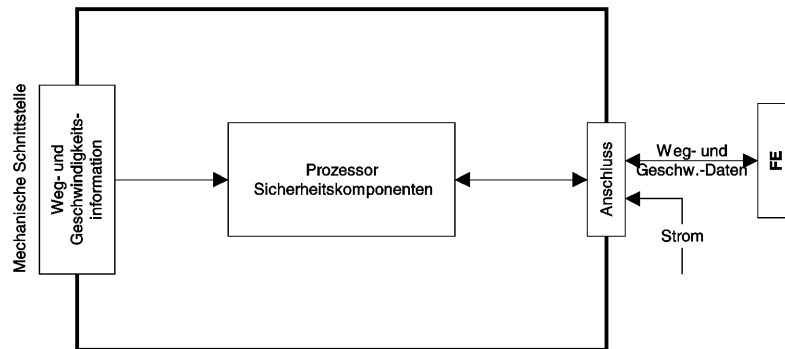 Mechanische Schnittstelle
Weg- und
Geschwindigkeits-
information
Prozessor
Sicherheitskomponenten
Anschluss
Weg- und
Geschw.-Daten
Strom
FE